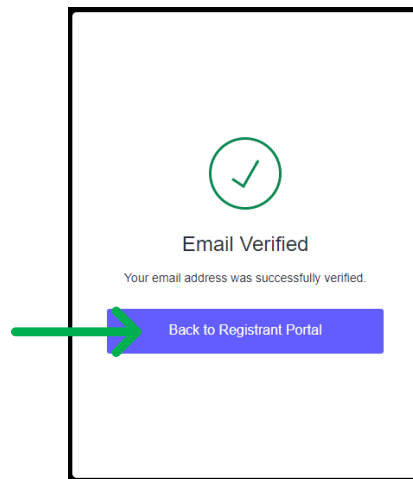 Email Verified
Your email address was successfully verified.
Back to Registrant Portal